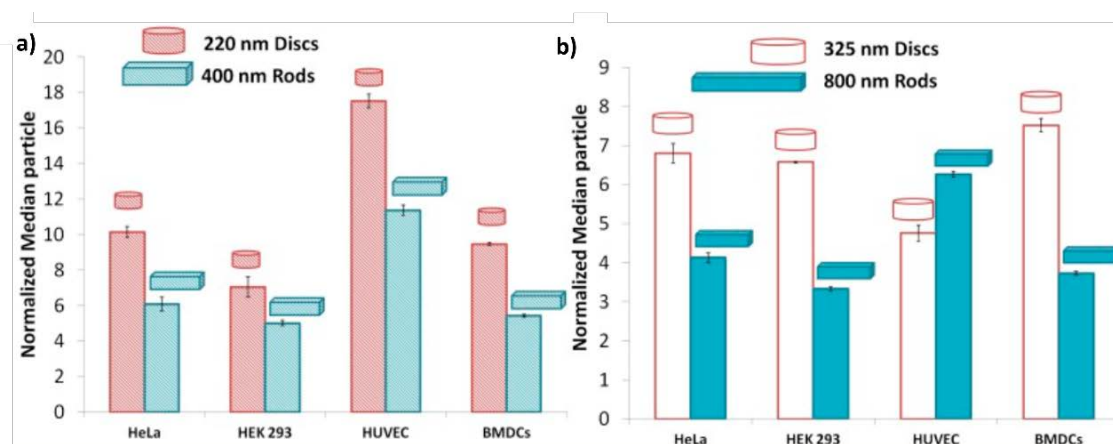 a)
220 nm Discs
400 nm Rods
Normalized Median particle
20
18
16
14
12
10
8
6
4
2
0
HeLa
HEK 293
HUVEC
BMDCs
b)
325 nm Discs
800 nm Rods
Normalized Median particle
9
8
7
6
5
4
3
2
1
0
HeLa
HEK 293
HUVEC
BMDCs